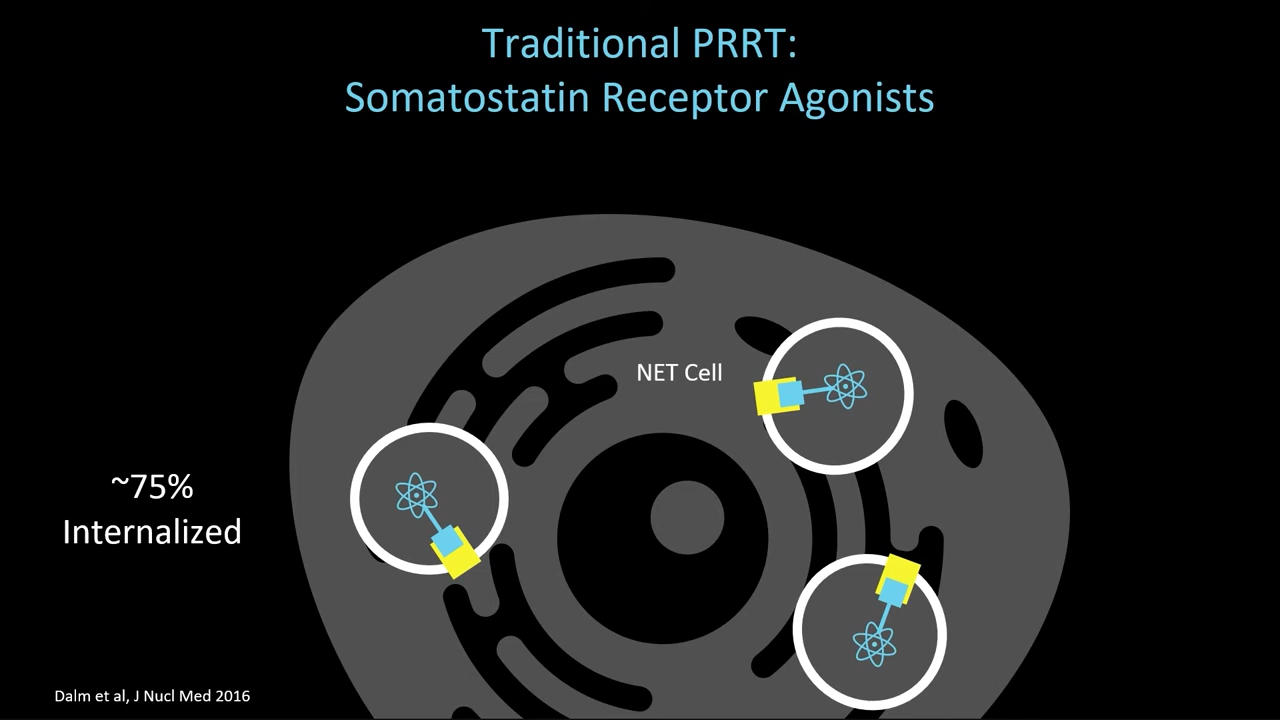 Traditional PRRT:
Somatostatin Receptor Agonists
NET Cell
~75%
Internalized
Dalm et al, J Nucl Med 2016